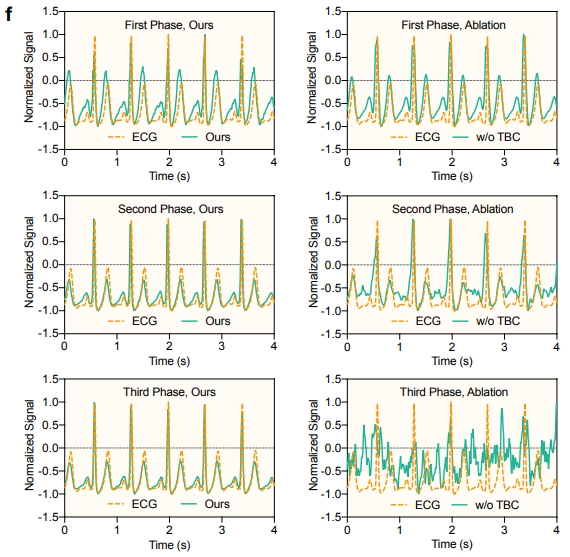 f
First Phase, Ours
Normalized Signal
1.5
1.0
0.5
0.0
-0.5
-1.0
-1.5
ECG Ours
0 1 2 3 4
Time (s)
First Phase, Ablation
Normalized Signal
1.5
1.0
0.5
0.0
-0.5
-1.0
-1.5
ECG w/o TBC
0 1 2 3 4
Time (s)
Second Phase, Ours
Normalized Signal
1.5
1.0
0.5
0.0
-0.5
-1.0
-1.5
ECG Ours
0 1 2 3 4
Time (s)
Second Phase, Ablation
Normalized Signal
1.5
1.0
0.5
0.0
-0.5
-1.0
-1.5
ECG w/o TBC
0 1 2 3 4
Time (s)
Third Phase, Ours
Normalized Signal
1.5
1.0
0.5
-0.0
-0.5
-1.0
-1.5
ECG Ours
0 1 2 3 4
Time (s)
Third Phase, Ablation
Normalized Signal
1.5
1.0
0.5
-0.0
-0.5
-1.0
-1.5
ECG w/o TBC
0 1 2 3 4
Time (s)